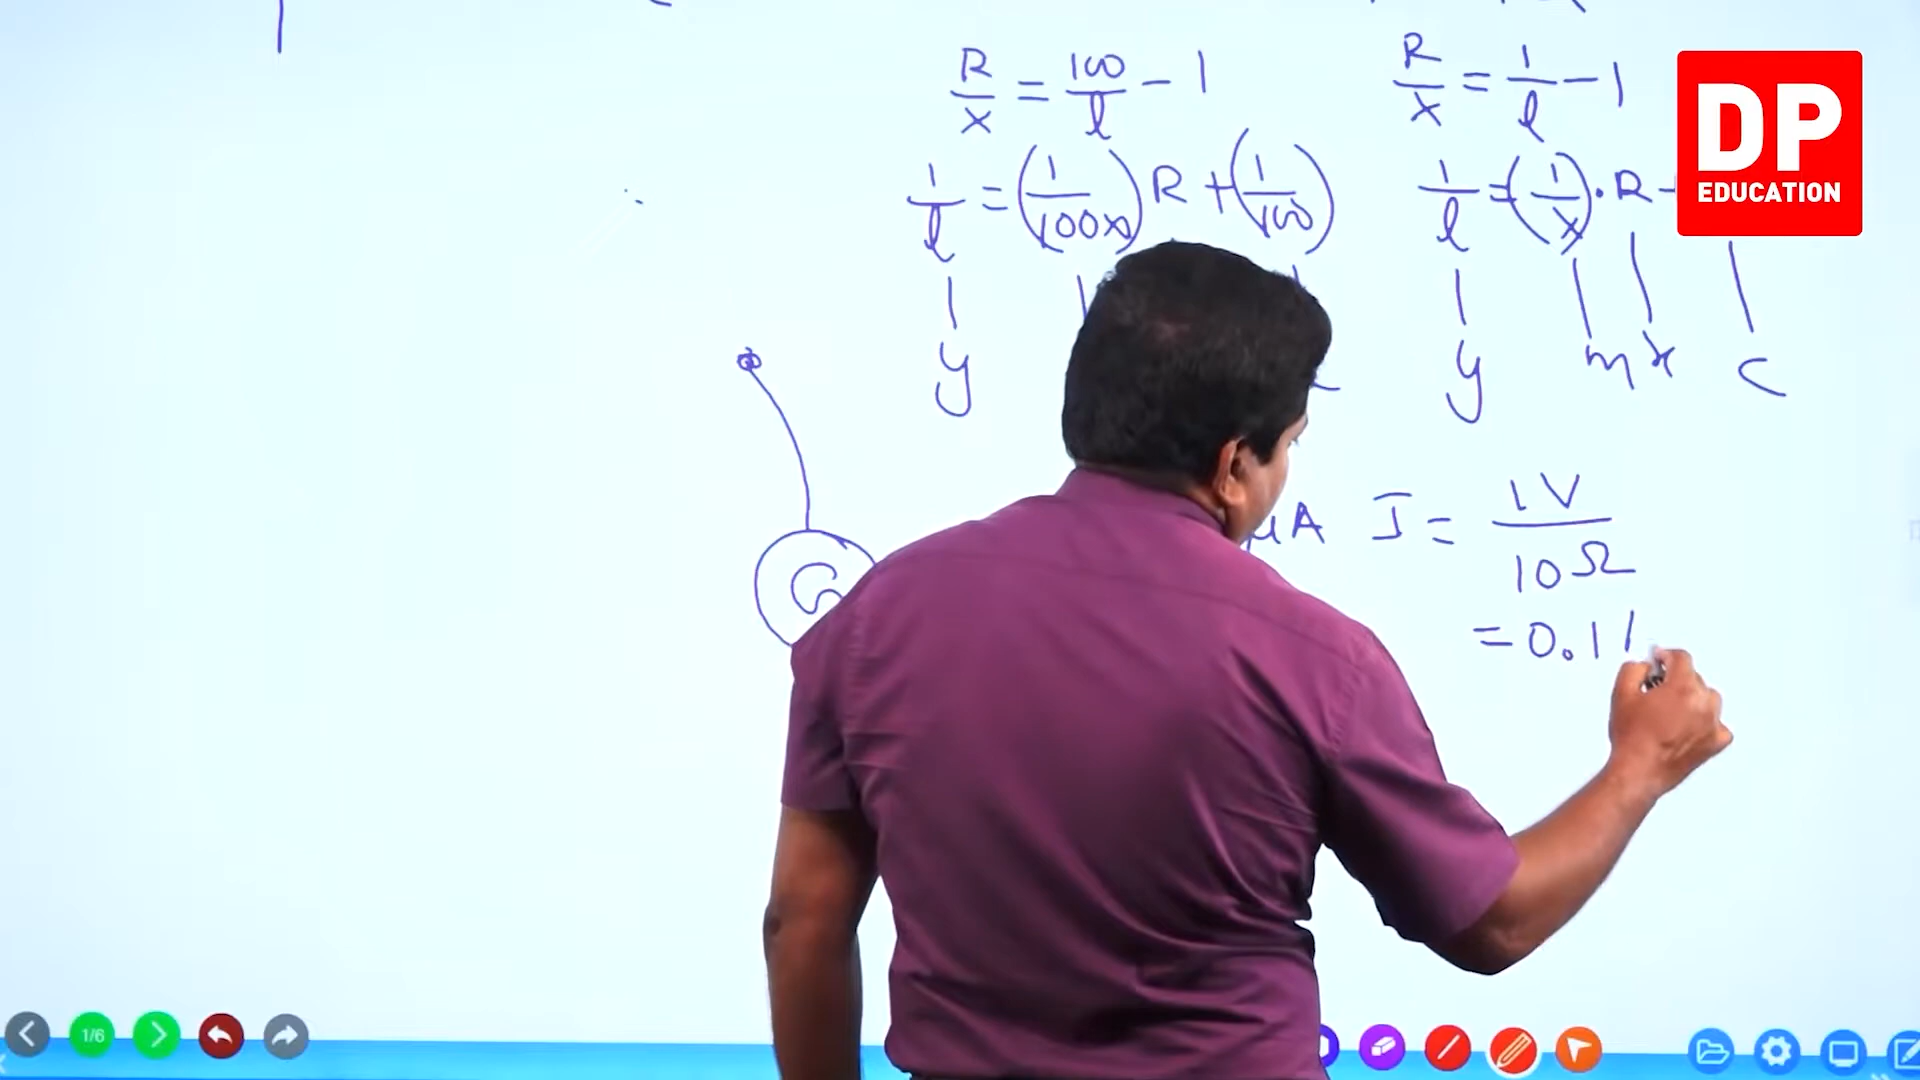 R/x = 100/l - 1
R/x = 1/l - 1
1/l = (1/100x) R + (1/100)
1/l = (1/x) . R
y
y m x c
G
μA I = 1V/10Ω
= 0.1
DP
EDUCATION
1/6